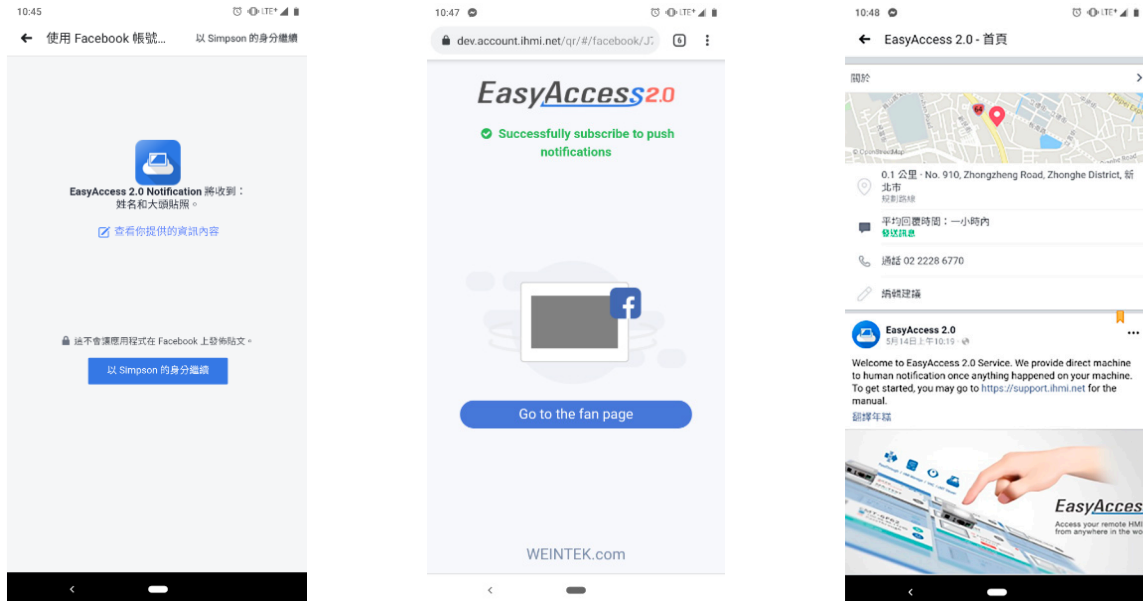 10:45
LTE+
使用 Facebook 帳號...
以 Simpson 的身分繼續
EasyAccess 2.0 Notification 將收到：
姓名和大頭貼照。
查看你提供的資訊內容
這不會讓應用程式在 Facebook 上發佈貼文。
以 Simpson 的身分繼續
10:47
LTE+
dev.account.ihmi.net/qr/#/facebook/J7
6
EasyAccess2.0
Successfully subscribe to push
notifications
Go to the fan page
WEINTEK.com
10:48
LTE+
EasyAccess 2.0 - 首頁
關於
64
© OpenStreetMap
0.1 公里 · No. 910, Zhongzheng Road, Zhonghe District, 新
北市
規劃路線
平均回覆時間：一小時內
發送訊息
通話 02 2228 6770
編輯建議
EasyAccess 2.0
5月14日上午10:19 ·
Welcome to EasyAccess 2.0 Service. We provide direct machine
to human notification once anything happened on your machine.
To get started, you may go to https://support.ihmi.net for the
manual.
翻譯年糕
EasyAcces
Access your remote HMI
from anywhere in the wo